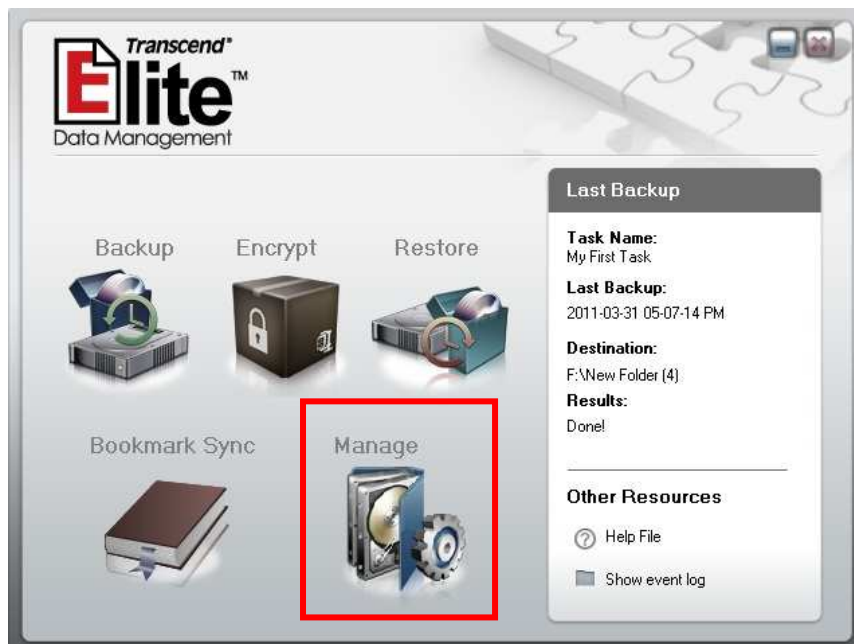 Transcend®
Elite™
Data Management
Backup
Encrypt
Restore
Bookmark Sync
Manage
Last Backup
Task Name:
My First Task
Last Backup:
2011-03-31 05-07-14 PM
Destination:
F:\New Folder (4)
Results:
Done!
Other Resources
Help File
Show event log